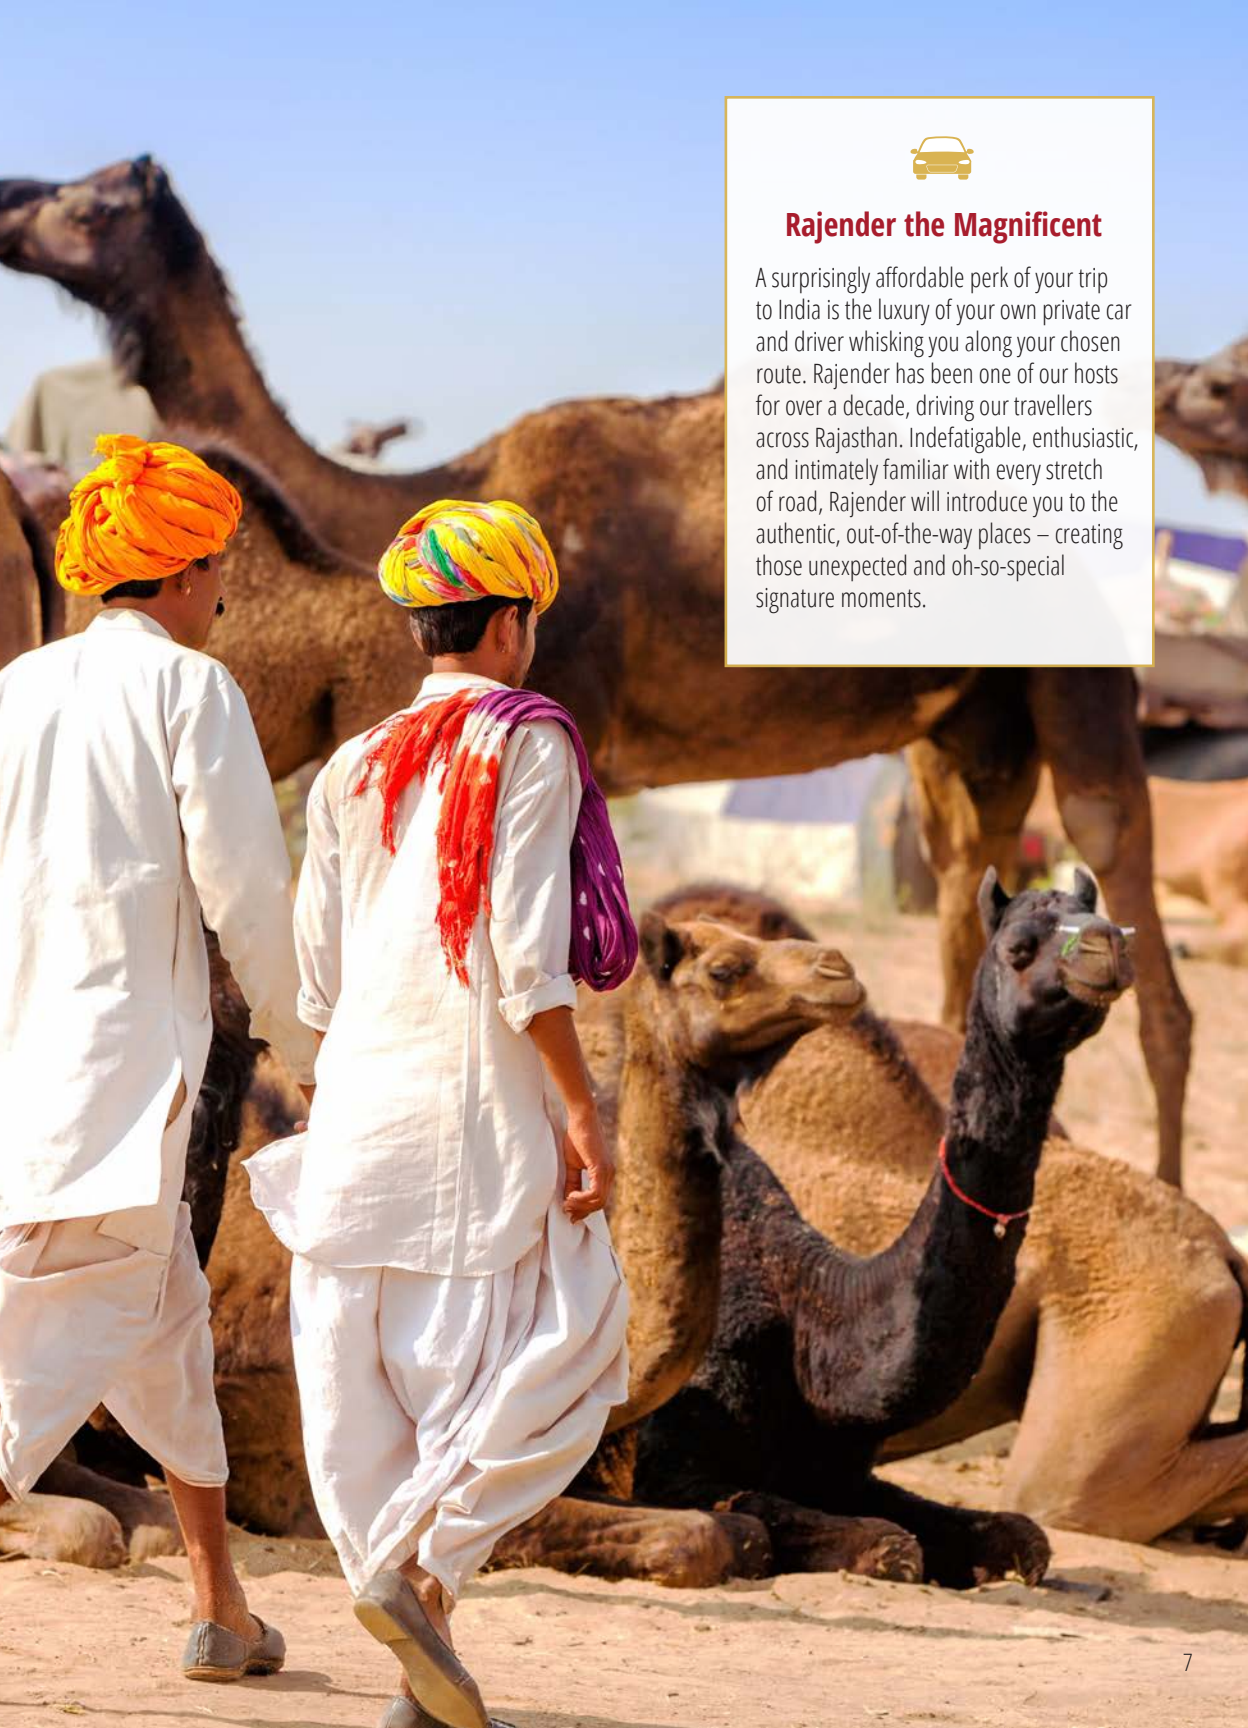 Rajender the Magnificent
A surprisingly affordable perk of your trip
to India is the luxury of your own private car
and driver whisking you along your chosen
route. Rajender has been one of our hosts
for over a decade, driving our travellers
across Rajasthan. Indefatigable, enthusiastic,
and intimately familiar with every stretch
of road, Rajender will introduce you to the
authentic, out-of-the-way places – creating
those unexpected and oh-so-special
signature moments.
7